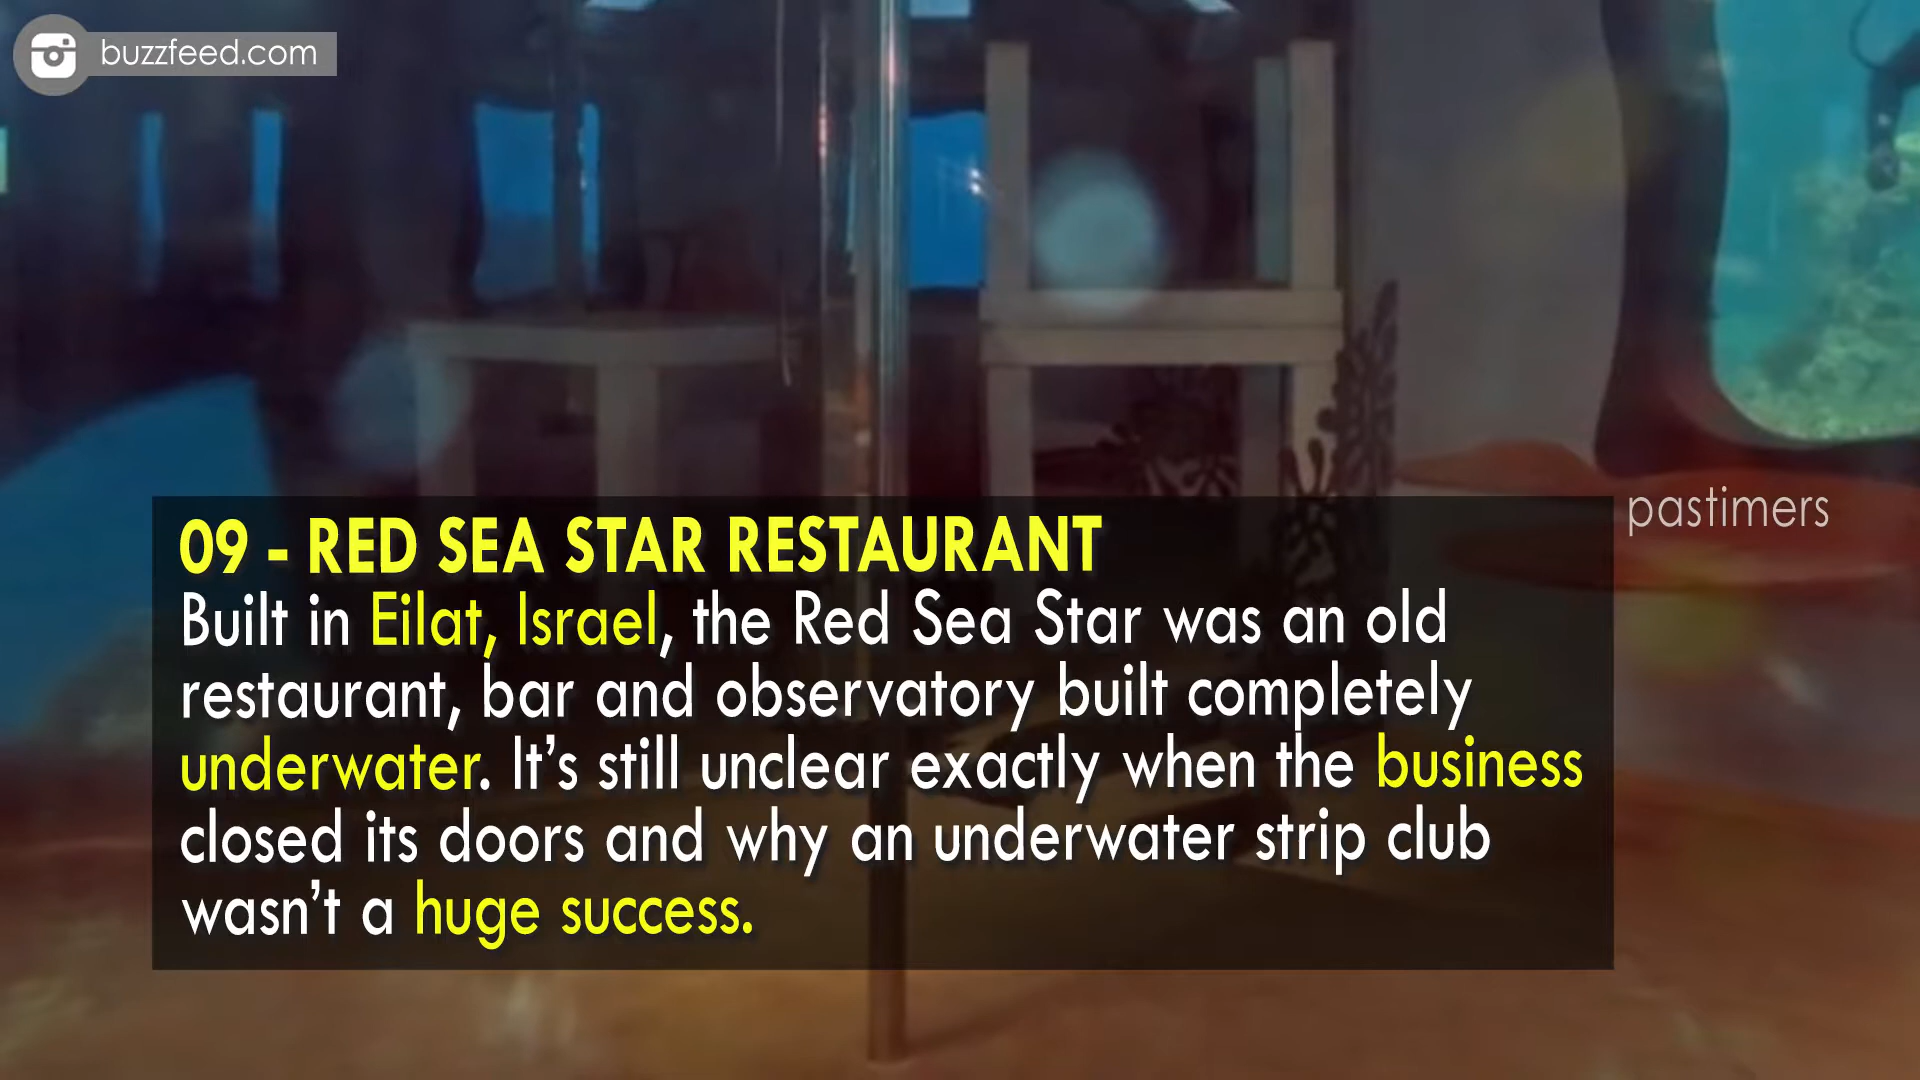 buzzfeed.com
09 - RED SEA STAR RESTAURANT
Built in Eilat, Israel, the Red Sea Star was an old
restaurant, bar and observatory built completely
underwater. It’s still unclear exactly when the business
closed its doors and why an underwater strip club
wasn’t a huge success.
pastimers